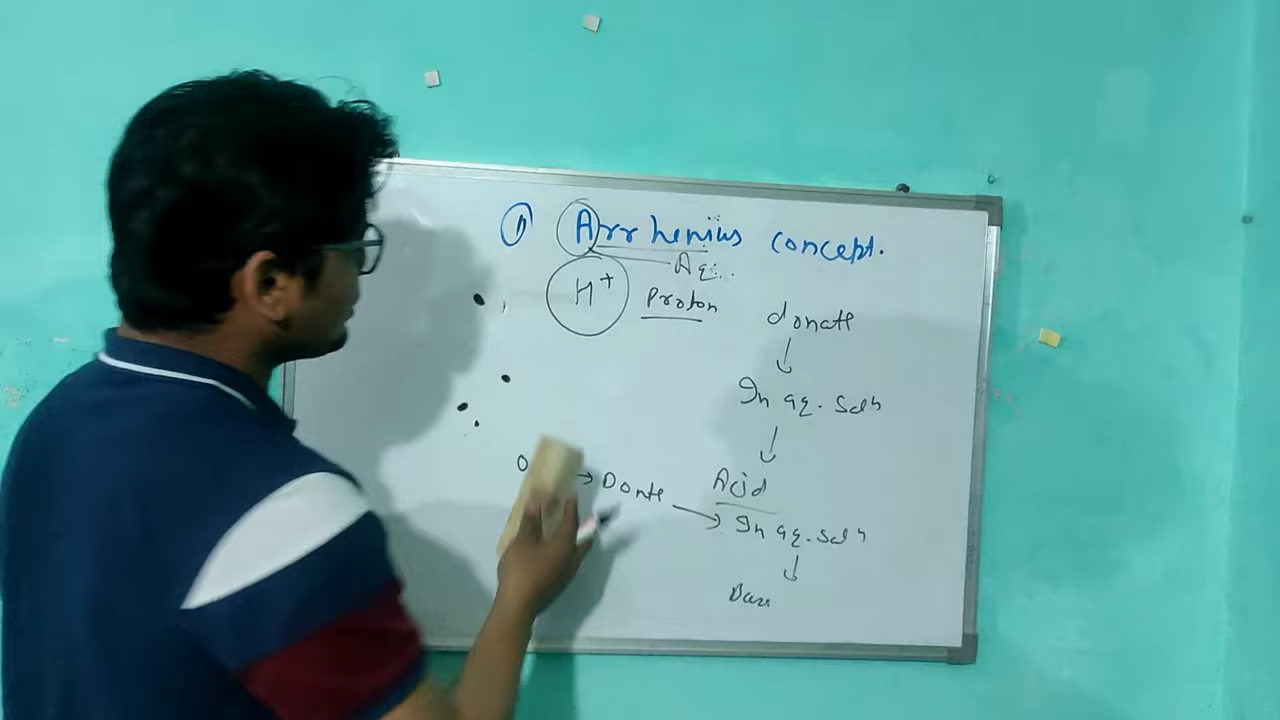 ① Arrhenius concept.
Aq...
H+ Proton
donate
↓
In aq. Soln
↓
Acid
O → Donte → In aq. soln
↓
Base